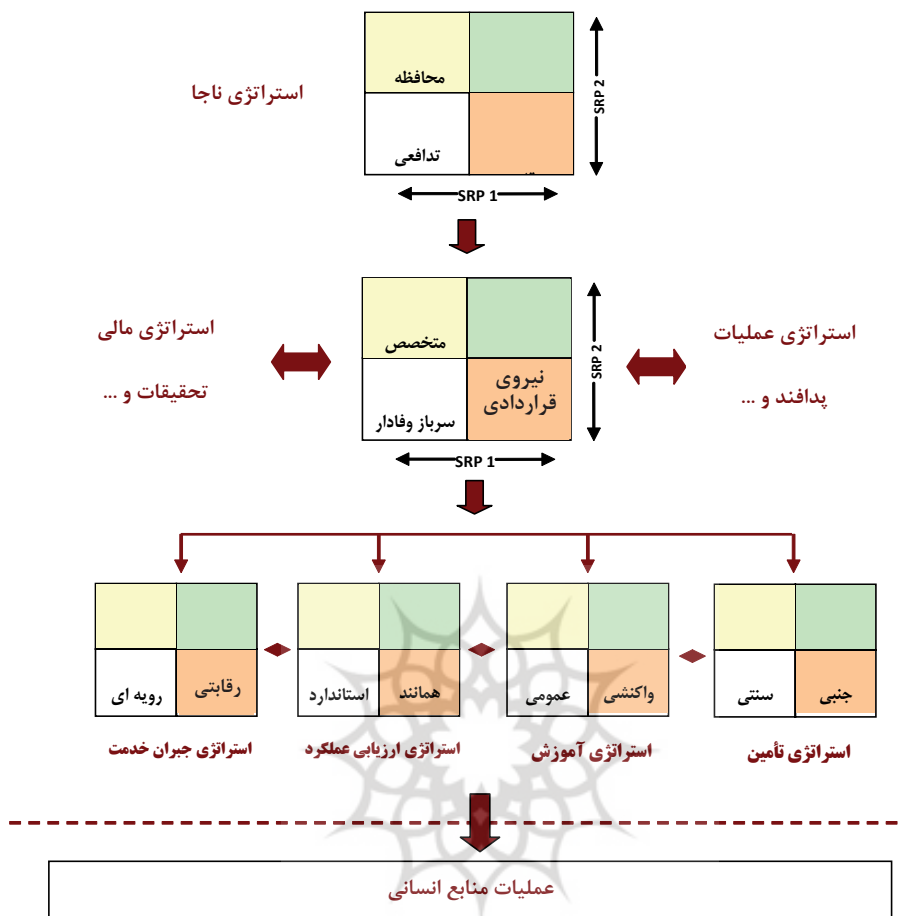 محافظه
استراتژی ناجا
SRP 2
تدافعی
SRP 1
استراتژی عملیات
پدافند و ...
استراتژی مالی
تحقیقات و ...
متخصص
SRP 2
نیروی
قراردادی
سرباز وفادار
SRP 1
جنبی
سنتی
واکنشی
عمومی
همانند
استاندارد
رقابتی
رویه ای
استراتژی تأمین
استراتژی آموزش
استراتژی ارزیابی عملکرد
استراتژی جبران خدمت
عملیات منابع انسانی